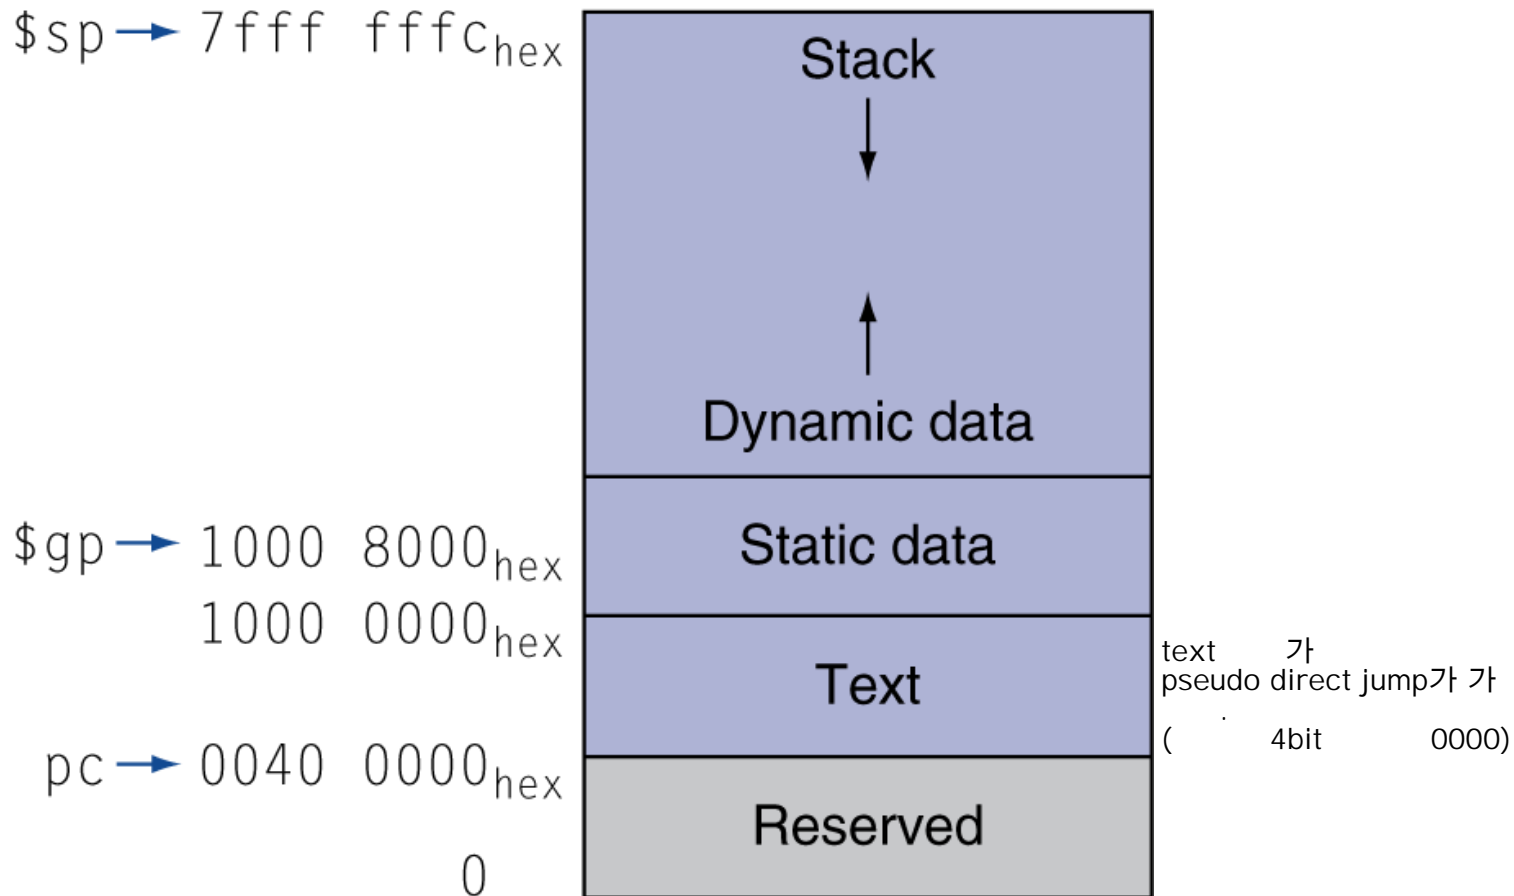 $sp → 7fff fffchex
Stack
Dynamic data
$gp → 1000 8000hex
Static data
1000 0000hex
Text
text 가
pseudo direct jump가 가
.
( 4bit 0000)
pc → 0040 0000hex
Reserved
0